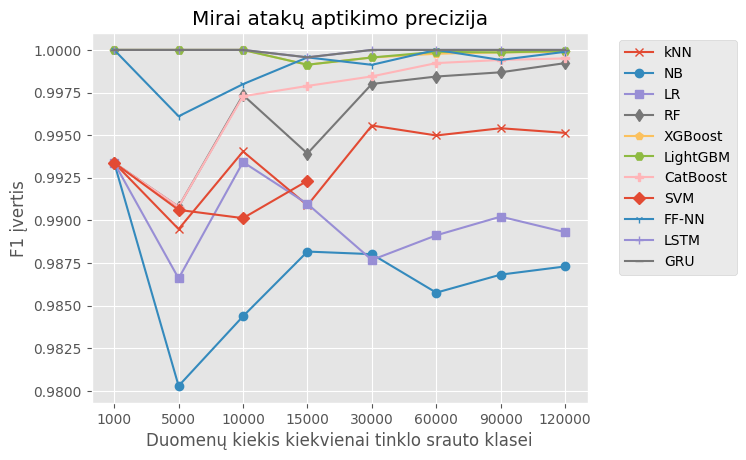 Mirai atakų aptikimo precizija
F1 įvertis
1.0000
0.9975
0.9950
0.9925
0.9900
0.9875
0.9850
0.9825
0.9800
1000 5000 10000 15000 30000 60000 90000 120000
Duomenų kiekis kiekvienai tinklo srauto klasei
kNN
NB
LR
RF
XGBoost
LightGBM
CatBoost
SVM
FF-NN
LSTM
GRU